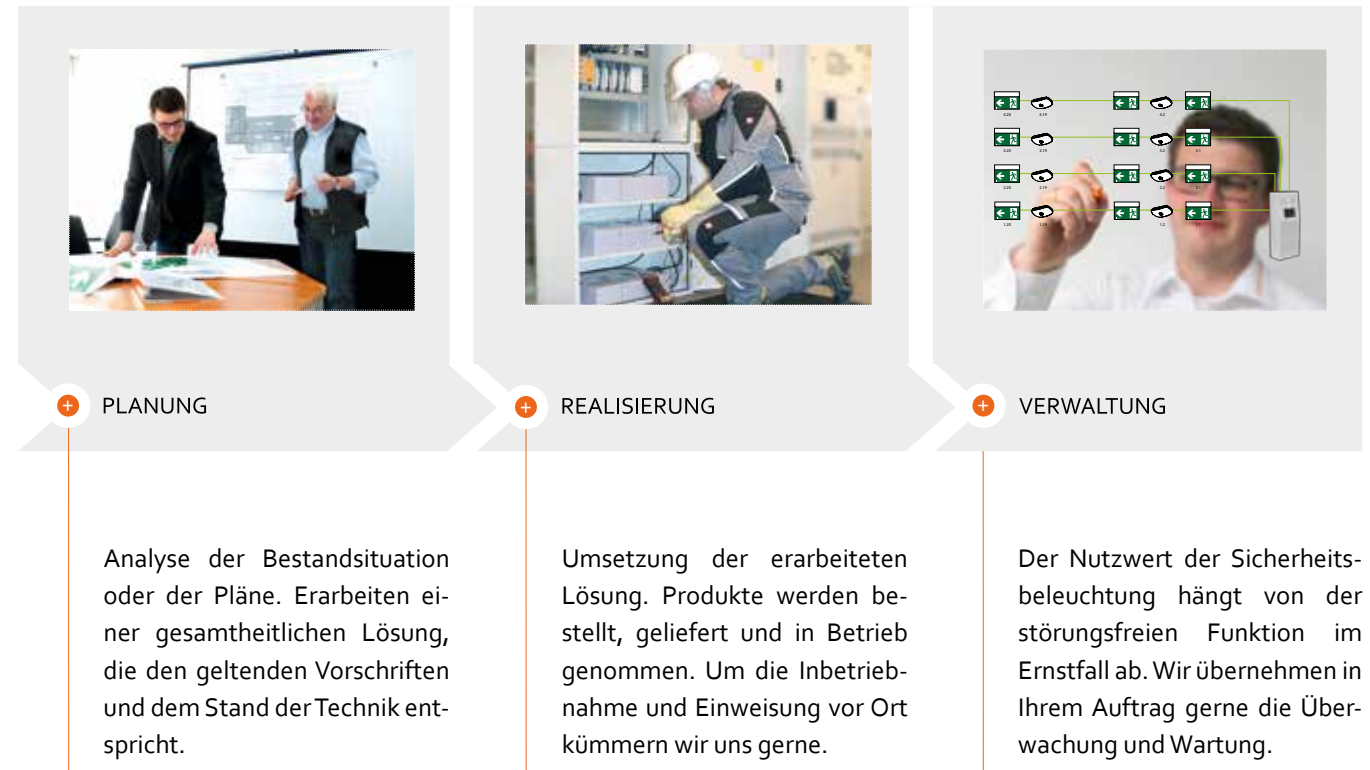 PLANUNG
Analyse der Bestandsituation
oder der Pläne. Erarbeiten ei-
ner gesamtheitlichen Lösung,
die den geltenden Vorschriften
und dem Stand der Technik ent-
spricht.
REALISIERUNG
Umsetzung der erarbeiteten
Lösung. Produkte werden be-
stellt, geliefert und in Betrieb
genommen. Um die Inbetrieb-
nahme und Einweisung vor Ort
kümmern wir uns gerne.
VERWALTUNG
Der Nutzwert der Sicherheits-
beleuchtung hängt von der
störungsfreien Funktion im
Ernstfall ab. Wir übernehmen in
Ihrem Auftrag gerne die Über-
wachung und Wartung.